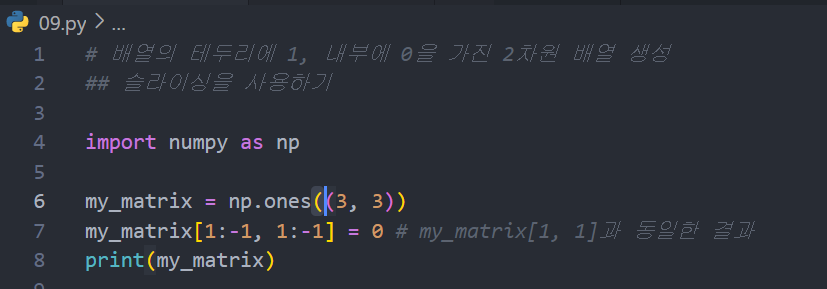 09.py > ...
1 # 배열의 테두리에 1, 내부에 0을 가진 2차원 배열 생성
2 ## 슬라이싱을 사용하기
3
4 import numpy as np
5
6 my_matrix = np.ones((3, 3))
7 my_matrix[1:-1, 1:-1] = 0 # my_matrix[1, 1]과 동일한 결과
8 print(my_matrix)